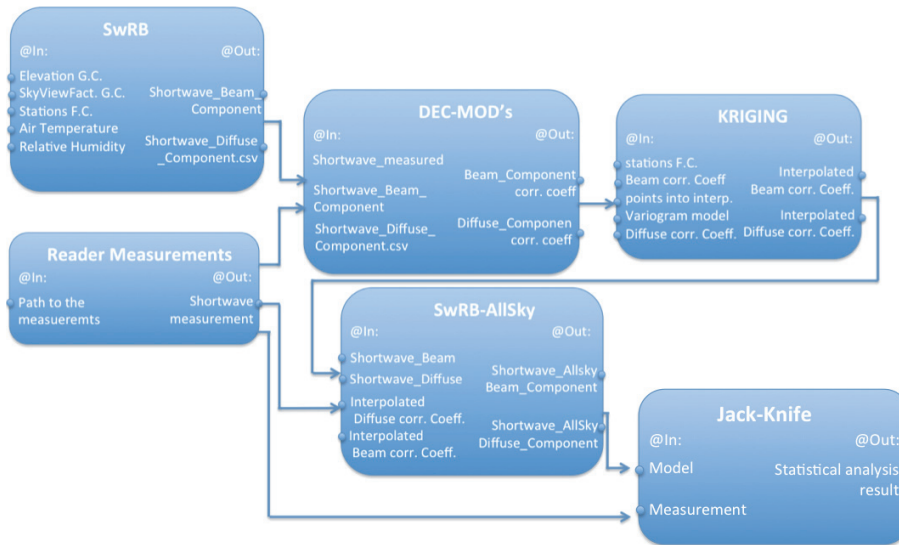 SwRB
@In: @Out:
Elevation G.C.
SkyViewFact. G.C.
Stations F.C.
Air Temperature
Relative Humidity
Shortwave_Beam_
Component
Shortwave_Diffuse
_Component.csv
DEC-MOD's
@In: @Out:
Shortwave_measured
Shortwave_Beam_
Component
Shortwave_Diffuse_
Component.csv
Beam_Component
corr. coeff
Diffuse_Componen
corr. coeff
KRIGING
@In: @Out:
stations F.C.
Beam corr. Coeff
points into interp.
Variogram model
Diffuse corr. Coeff.
Interpolated
Beam corr. Coeff.
Interpolated
Diffuse corr. Coeff.
Reader Measurements
@In: @Out:
Path to the
measueremts
Shortwave
measurement
SwRB-AllSky
@In: @Out:
Shortwave_Beam
Shortwave_Diffuse
Interpolated
Diffuse corr. Coeff.
Interpolated
Beam corr. Coeff.
Shortwave_Allsky
Beam_Component
Shortwave_AllSky
Diffuse_Component
Jack-Knife
@In: @Out:
Model
Measurement
Statistical analysis
result